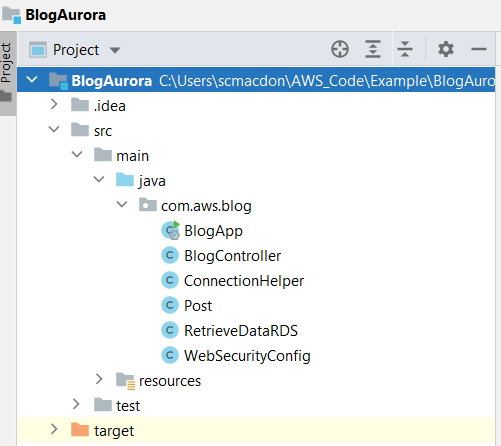 BlogAurora
Project
Project
BlogAurora C:\Users\scmacdon\AWS_Code\Example\BlogAuro
.idea
src
main
java
com.aws.blog
BlogApp
BlogController
ConnectionHelper
Post
RetrieveDataRDS
WebSecurityConfig
resources
test
target